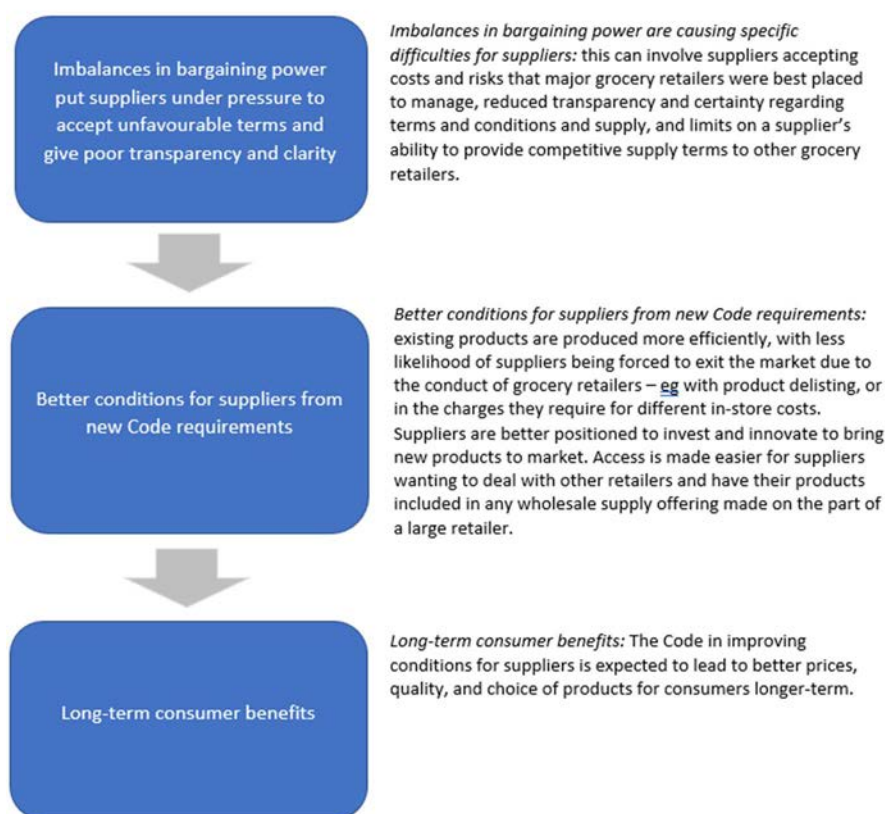 Imbalances in bargaining power
put suppliers under pressure to
accept unfavourable terms and
give poor transparency and clarity
Imbalances in bargaining power are causing specific
difficulties for suppliers: this can involve suppliers accepting
costs and risks that major grocery retailers were best placed
to manage, reduced transparency and certainty regarding
terms and conditions and supply, and limits on a supplier's
ability to provide competitive supply terms to other grocery
retailers.
Better conditions for suppliers from
new Code requirements
Better conditions for suppliers from new Code requirements:
existing products are produced more efficiently, with less
likelihood of suppliers being forced to exit the market due to
the conduct of grocery retailers – eg with product delisting, or
in the charges they require for different in-store costs.
Suppliers are better positioned to invest and innovate to bring
new products to market. Access is made easier for suppliers
wanting to deal with other retailers and have their products
included in any wholesale supply offering made on the part of
a large retailer.
Long-term consumer benefits
Long-term consumer benefits: The Code in improving
conditions for suppliers is expected to lead to better prices,
quality, and choice of products for consumers longer-term.